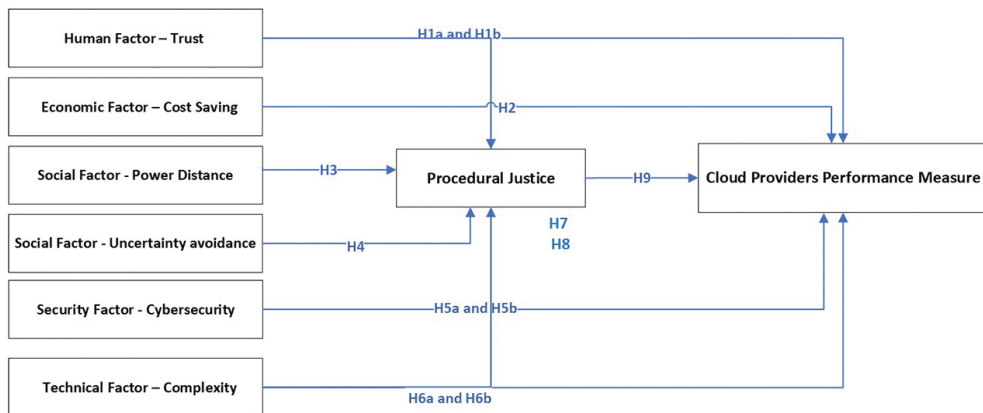 Human Factor – Trust
H1a and H1b
Economic Factor – Cost Saving
H2
Social Factor - Power Distance
H3
Procedural Justice
H9
Cloud Providers Performance Measure
H7
Social Factor - Uncertainty avoidance
H4
H8
Security Factor - Cybersecurity
H5a and H5b
Technical Factor – Complexity
H6a and H6b